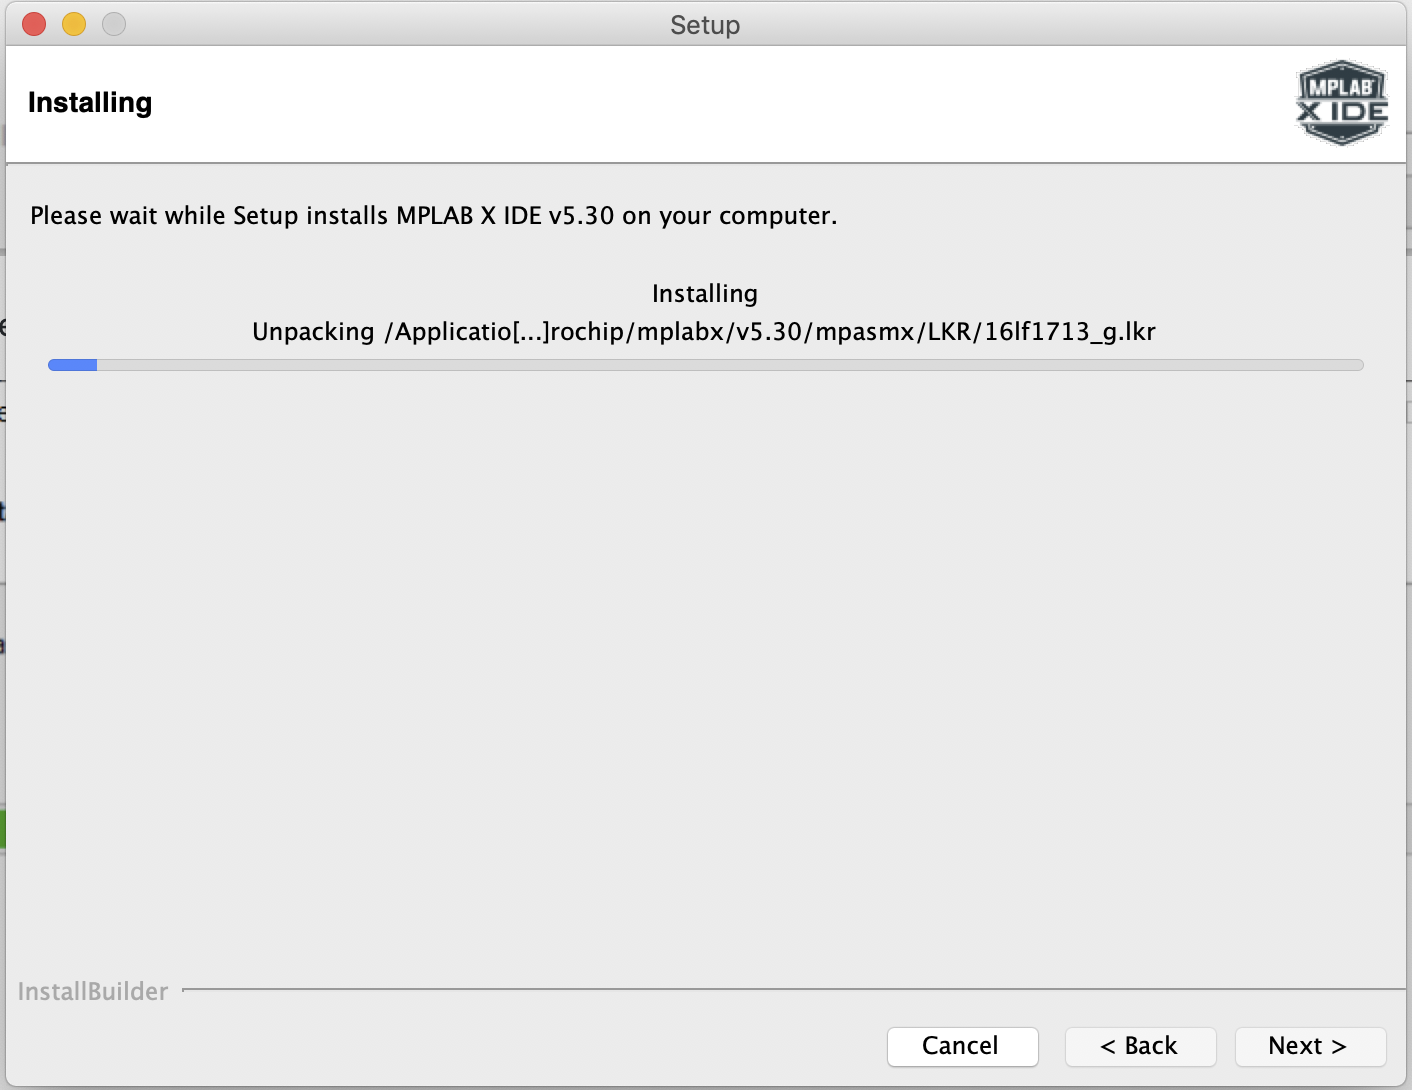 Setup
Installing
MPLAB
X IDE
Please wait while Setup installs MPLAB X IDE v5.30 on your computer.
Installing
Unpacking /Applicatio[...]rochip/mplabx/v5.30/mpasmx/LKR/16lf1713_g.lkr
InstallBuilder
Cancel
< Back
Next >